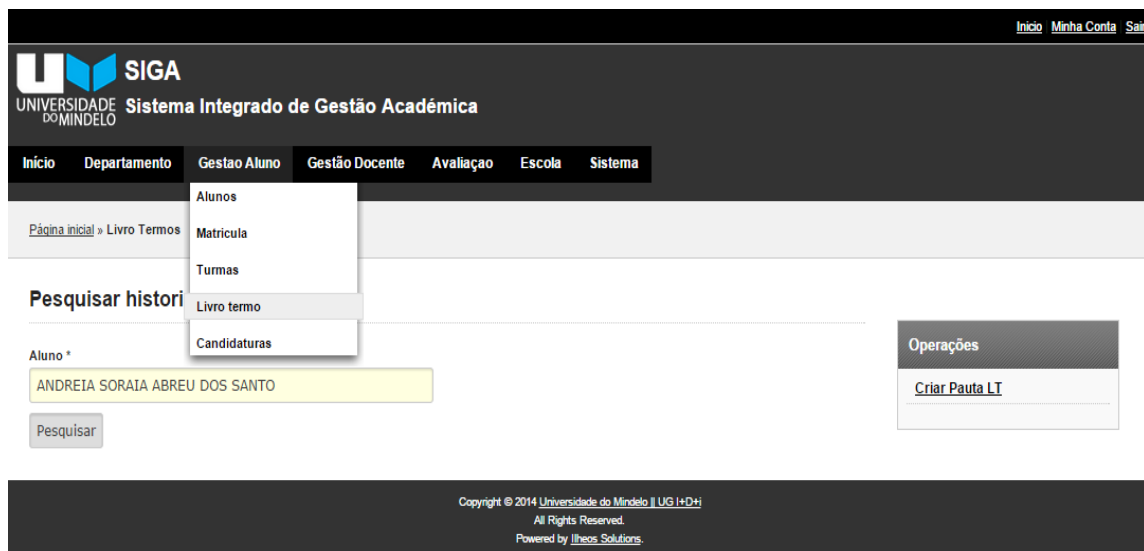 Inicio Minha Conta
SIGA
UNIVERSIDADE DO MINDELO
Sistema Integrado de Gestão Académica
Início Departamento Gestao Aluno Gestão Docente Avaliaçao Escola Sistema
Alunos
Matricula
Turmas
Livro termo
Candidaturas
Página inicial » Livro Termos
Pesquisar histori
Aluno *
ANDREIA SORAIA ABREU DOS SANTO
Pesquisar
Operações
Criar Pauta LT
Copyright © 2014 Universidade do Mindelo || UG I+D+i
All Rights Reserved.
Powered by Ilheos Solutions.